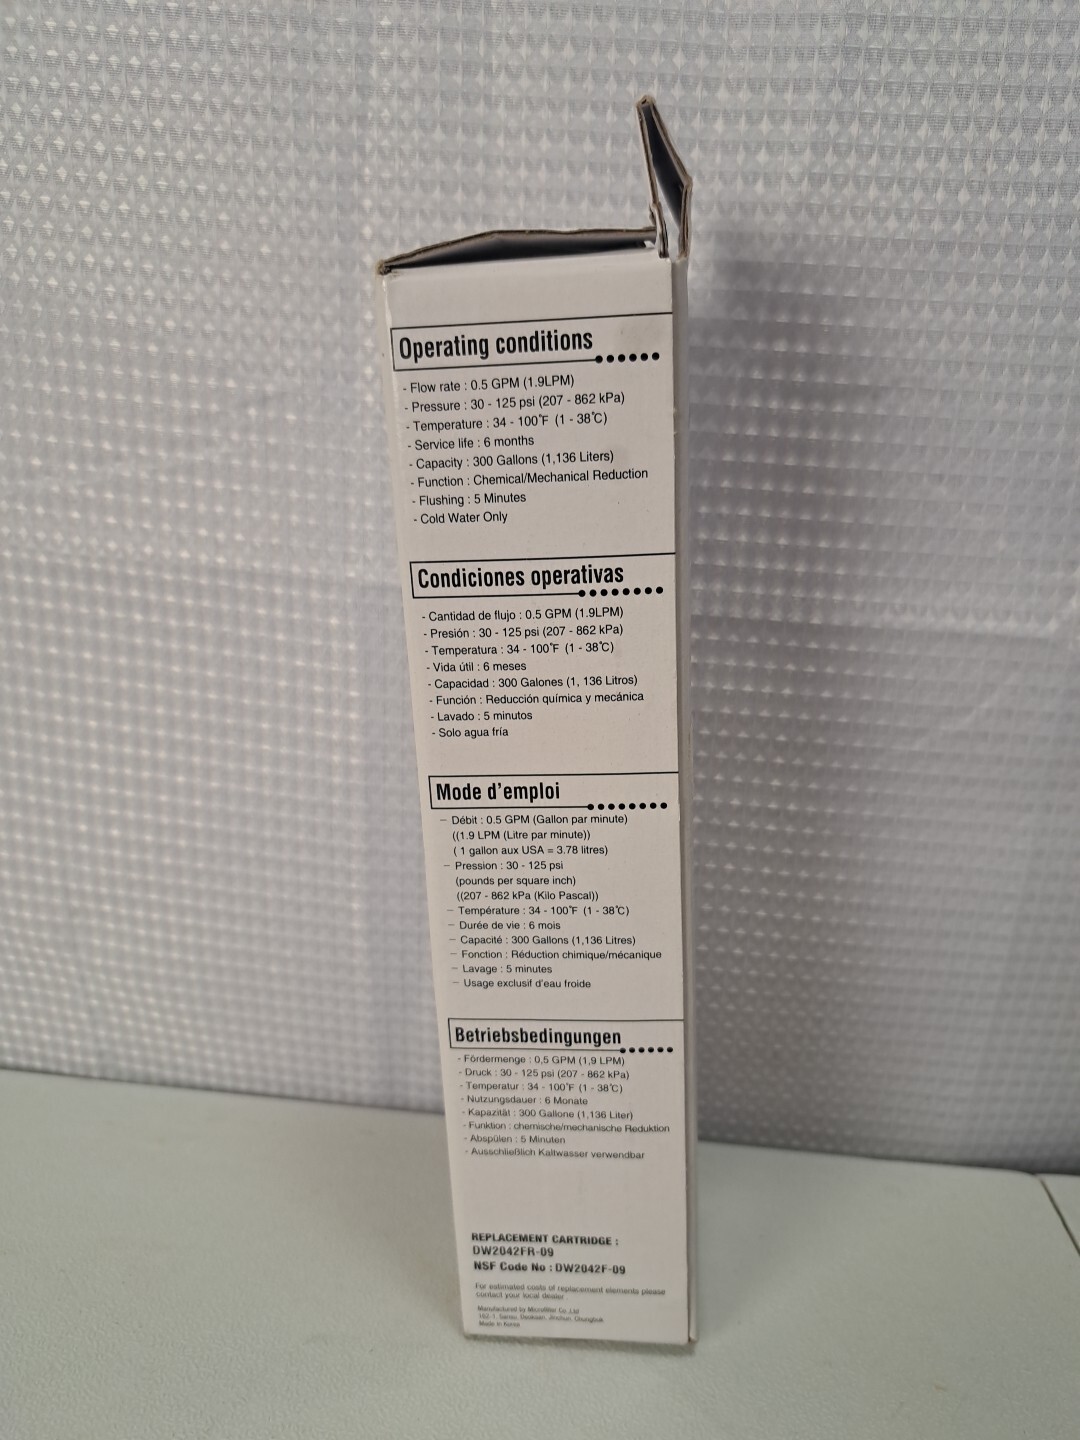 Operating conditions
- Flow rate : 0.5 GPM (1.9LPM)
- Pressure : 30 - 125 psi (207 - 862 kPa)
- Temperature : 34 - 100°F (1 - 38°C)
- Service life : 6 months
- Capacity : 300 Gallons (1,136 Liters)
- Function : Chemical/Mechanical Reduction
- Flushing : 5 Minutes
- Cold Water Only
Condiciones operativas
- Cantidad de flujo : 0.5 GPM (1.9LPM)
- Presión : 30 - 125 psi (207 - 862 kPa)
- Temperatura : 34 - 100°F (1 - 38°C)
- Vida útil : 6 meses
- Capacidad : 300 Galones (1, 136 Litros)
- Función : Reducción química y mecánica
- Lavado : 5 minutos
- Solo agua fría
Mode d'emploi
– Débit : 0.5 GPM (Gallon par minute)
((1.9 LPM (Litre par minute))
( 1 gallon aux USA = 3.78 litres)
– Pression : 30 - 125 psi
(pounds per square inch)
((207 - 862 kPa (Kilo Pascal))
– Température : 34 - 100°F (1 - 38°C)
– Durée de vie : 6 mois
– Capacité : 300 Gallons (1,136 Litres)
– Fonction : Réduction chimique/mécanique
– Lavage : 5 minutes
– Usage exclusif d'eau froide
Betriebsbedingungen
- Fördermenge : 0,5 GPM (1,9 LPM)
- Druck : 30 - 125 psi (207 - 862 kPa)
- Temperatur : 34 - 100°F (1 - 38°C)
- Nutzungsdauer : 6 Monate
- Kapazität : 300 Gallone (1,136 Liter)
- Funktion : chemische/mechanische Reduktion
- Abspülen : 5 Minuten
- Ausschließlich Kaltwasser verwendbar
REPLACEMENT CARTRIDGE :
DW2042FR-09
NSF Code No : DW2042F-09
For estimated costs of replacement elements please
contact your local dealer.
Manufactured by Microfilter Co.,Ltd
162-1, Jinchun, Chungbuk
Made in Korea